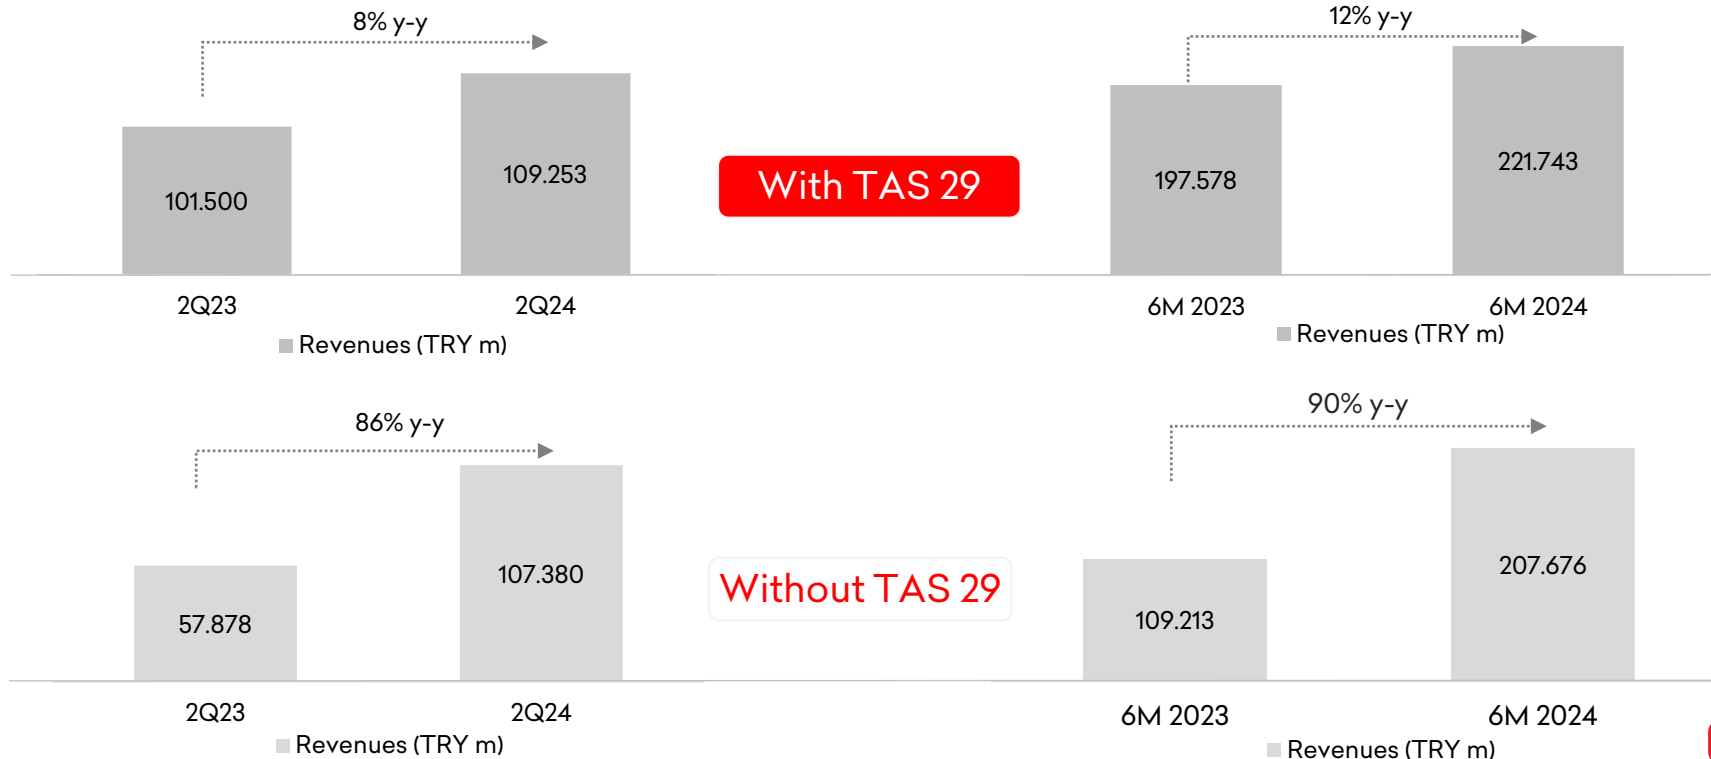 8% y-y
101.500
109.253
2Q23
2Q24
Revenues (TRY m)
With TAS 29
12% y-y
197.578
221.743
6M 2023
6M 2024
Revenues (TRY m)
86% y-y
57.878
107.380
2Q23
2Q24
Revenues (TRY m)
Without TAS 29
90% y-y
109.213
207.676
6M 2023
6M 2024
Revenues (TRY m)